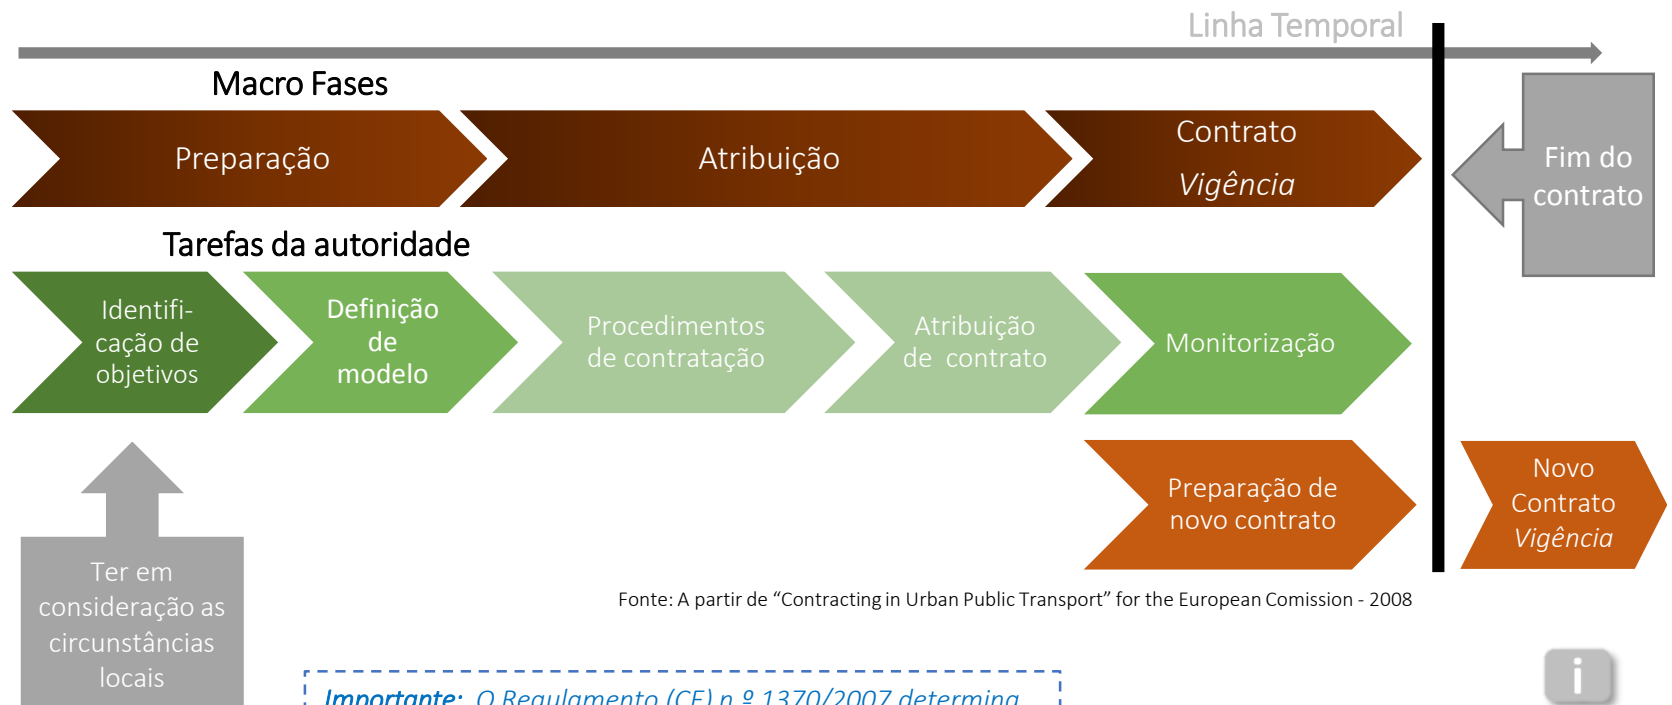 Linha Temporal
Macro Fases
Preparação
Atribuição
Contrato
Vigência
Fim do
contrato
Tarefas da autoridade
Identifi-
cação de
objetivos
Definição
de
modelo
Procedimentos
de contratação
Atribuição
de contrato
Monitorização
Preparação de
novo contrato
Novo
Contrato
Vigência
Ter em
consideração as
circunstâncias
locais
Fonte: A partir de “Contracting in Urban Public Transport” for the European Comission - 2008
Importante: O Regulamento (CE) n.º 1370/2007 determina
i